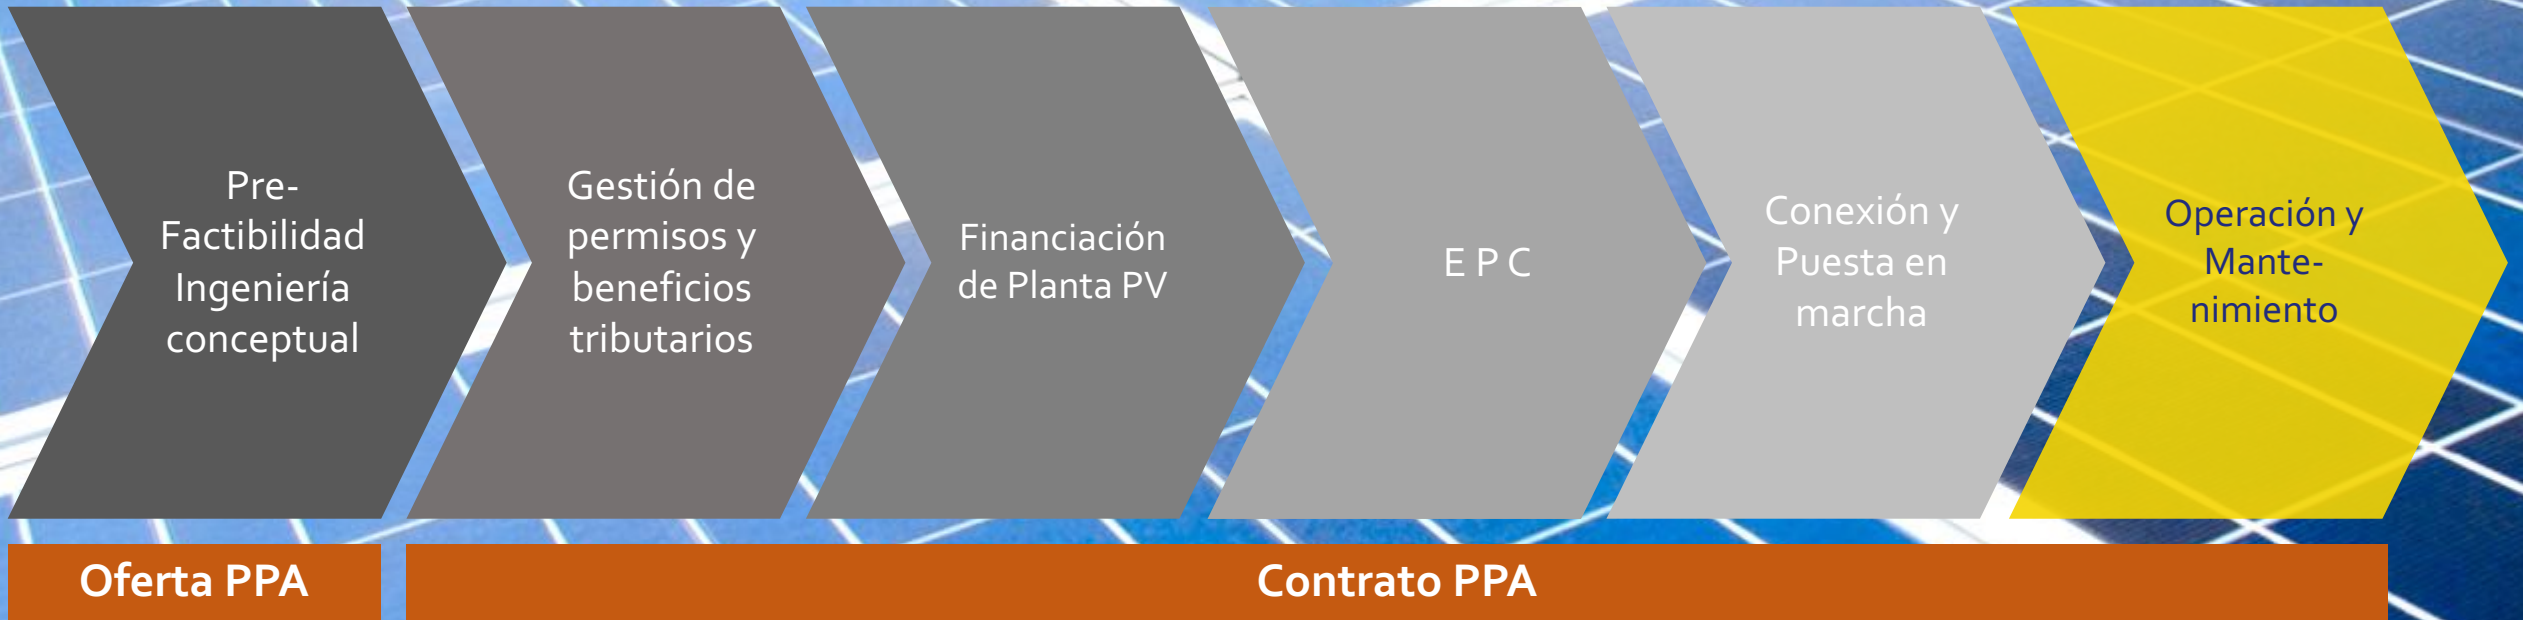 Pre-
Factibilidad
Ingeniería
conceptual
Gestión de
permisos y
beneficios
tributarios
Financiación
de Planta PV
E P C
Conexión y
Puesta en
marcha
Operación y
Mante-
nimiento
Oferta PPA
Contrato PPA